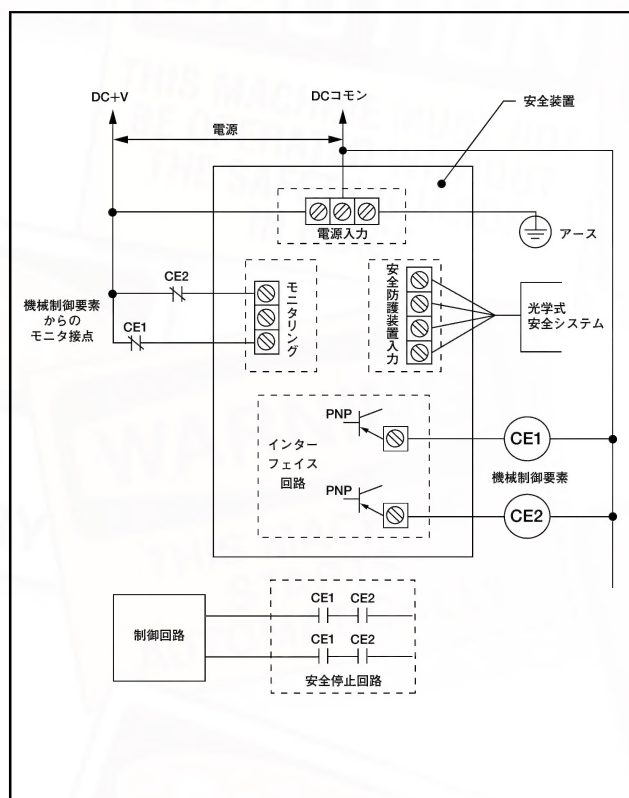 DC+V
DCコモン
安全装置
電源
電源入力
アース
CE2
モニタリング
安全防護装置入力
機械制御要素
からの
モニタ接点
CE1
光学式
安全システム
PNP
インター
フェイス
回路
CE1
機械制御要素
PNP
CE2
制御回路
CE1 CE2
CE1 CE2
安全停止回路